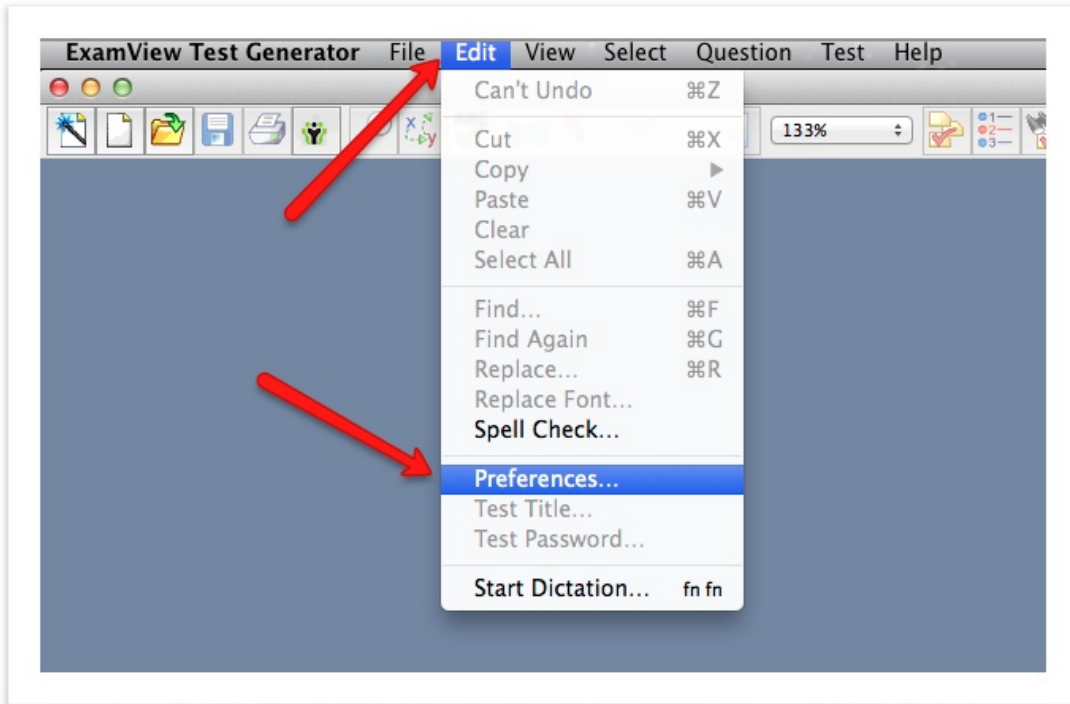 ExamView Test Generator File Edit View Select Question Test Help
133%
Can't Undo ⌘Z
Cut ⌘X
Copy ▶
Paste ⌘V
Clear
Select All ⌘A
Find... ⌘F
Find Again ⌘G
Replace... ⌘R
Replace Font...
Spell Check...
Preferences...
Test Title...
Test Password...
Start Dictation... fn fn